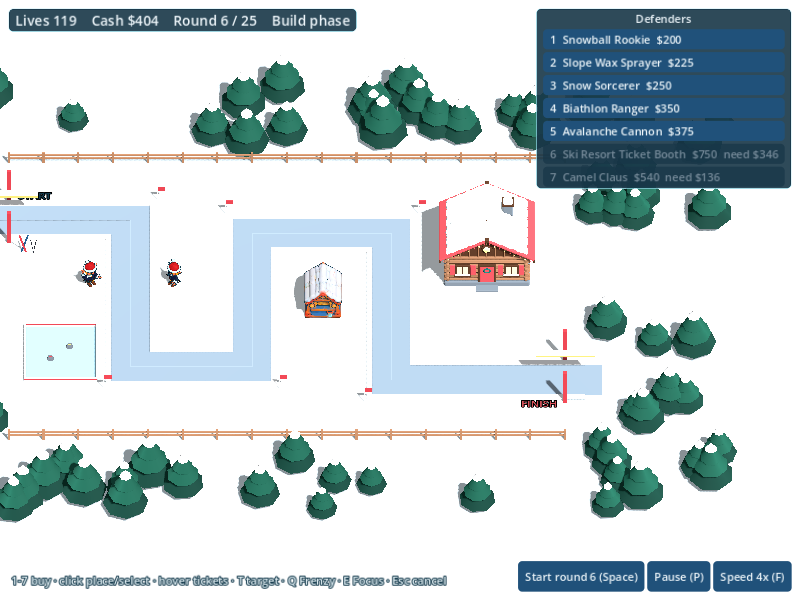 Lives 119 Cash $404 Round 6 / 25 Build phase
Defenders
1 Snowball Rookie $200
2 Slope Wax Sprayer $225
3 Snow Sorcerer $250
4 Biathlon Ranger $350
5 Avalanche Cannon $375
6 Ski Resort Ticket Booth $750 need $346
7 Camel Claus $540 need $136
START
FINISH
1-7 buy • click place/select • hover tickets • T target • Q Frenzy • E Focus • Esc cancel
Start round 6 (Space) Pause (P) Speed 4x (F)